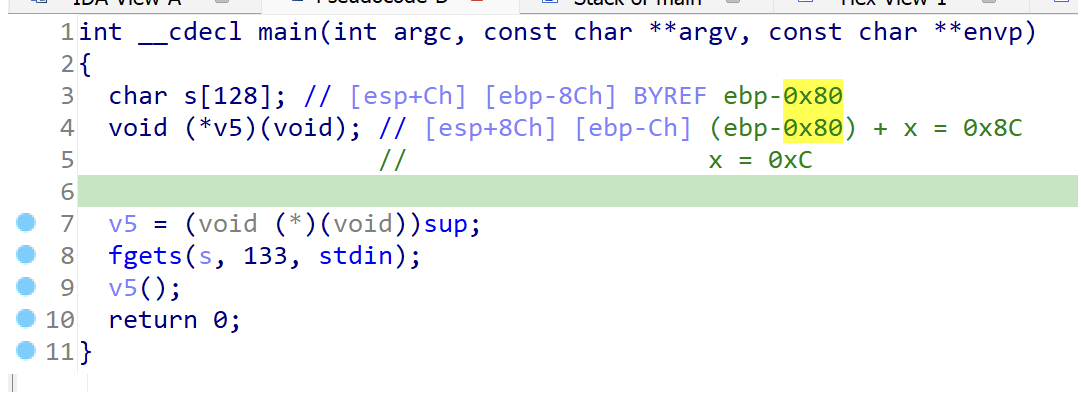 IDA View-A Pseudocode-B Stack of main Hex View-1
1 int __cdecl main(int argc, const char **argv, const char **envp)
2 {
3 char s[128]; // [esp+Ch] [ebp-8Ch] BYREF ebp-0x80
4 void (*v5)(void); // [esp+8Ch] [ebp-Ch] (ebp-0x80) + x = 0x8C
5 // x = 0xC
6
7 v5 = (void (*)(void))sup;
8 fgets(s, 133, stdin);
9 v5();
10 return 0;
11 }